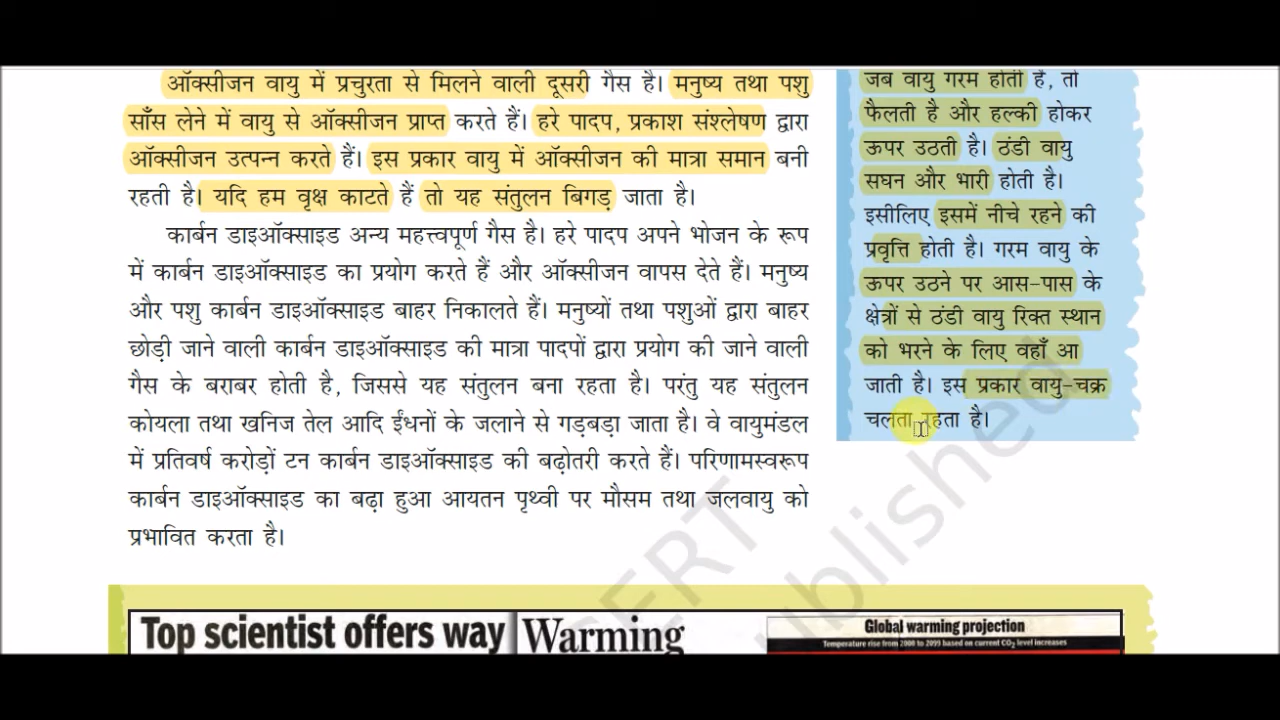 ऑक्सीजन वायु में प्रचुरता से मिलने वाली दूसरी गैस है। मनुष्य तथा पशु
साँस लेने में वायु से ऑक्सीजन प्राप्त करते हैं। हरे पादप, प्रकाश संश्लेषण द्वारा
ऑक्सीजन उत्पन्न करते हैं। इस प्रकार वायु में ऑक्सीजन की मात्रा समान बनी
रहती है। यदि हम वृक्ष काटते हैं तो यह संतुलन बिगड़ जाता है।
कार्बन डाइऑक्साइड अन्य महत्त्वपूर्ण गैस है। हरे पादप अपने भोजन के रूप
में कार्बन डाइऑक्साइड का प्रयोग करते हैं और ऑक्सीजन वापस देते हैं। मनुष्य
और पशु कार्बन डाइऑक्साइड बाहर निकालते हैं। मनुष्यों तथा पशुओं द्वारा बाहर
छोड़ी जाने वाली कार्बन डाइऑक्साइड की मात्रा पादपों द्वारा प्रयोग की जाने वाली
गैस के बराबर होती है, जिससे यह संतुलन बना रहता है। परंतु यह संतुलन
कोयला तथा खनिज तेल आदि ईंधनों के जलाने से गड़बड़ा जाता है। वे वायुमंडल
में प्रतिवर्ष करोड़ों टन कार्बन डाइऑक्साइड की बढ़ोतरी करते हैं। परिणामस्वरूप
कार्बन डाइऑक्साइड का बढ़ा हुआ आयतन पृथ्वी पर मौसम तथा जलवायु को
प्रभावित करता है।
जब वायु गरम होती है, तो
फैलती है और हल्की होकर
ऊपर उठती है। ठंडी वायु
सघन और भारी होती है।
इसीलिए इसमें नीचे रहने की
प्रवृत्ति होती है। गरम वायु के
ऊपर उठने पर आस-पास के
क्षेत्रों से ठंडी वायु रिक्त स्थान
को भरने के लिए वहाँ आ
जाती है। इस प्रकार वायु-चक्र
चलता रहता है।
Top scientist offers way
Warming
Global warming projection
Temperature rise from 2000 to 2099 based on current CO2 level increases
ERT
ublished